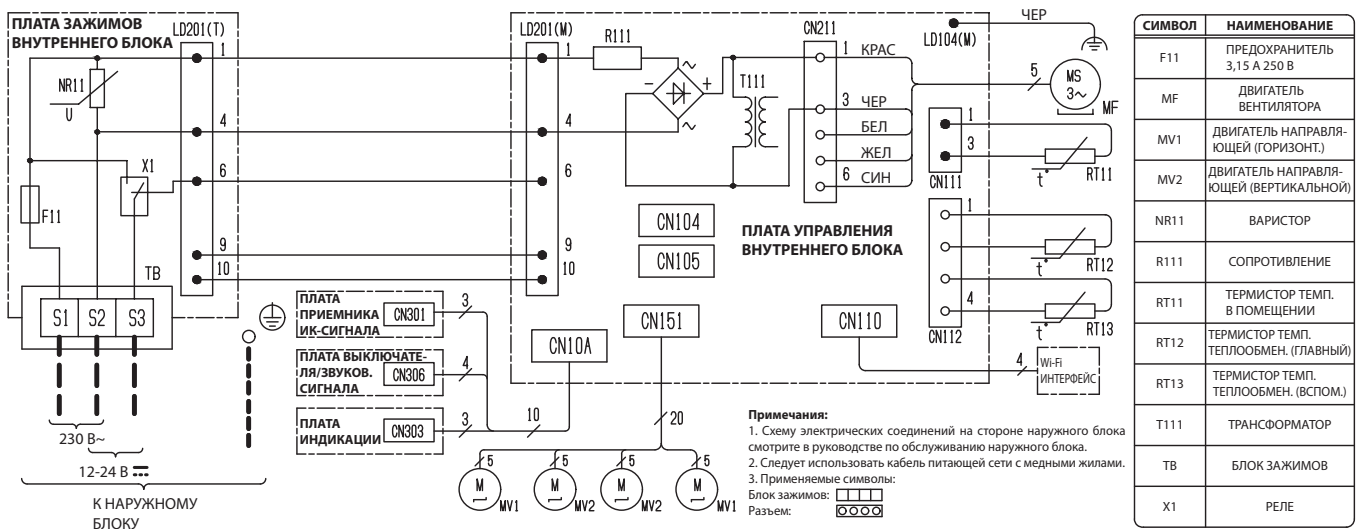 ПЛАТА ЗАЖИМОВ
ВНУТРЕННЕГО БЛОКА
LD201(T)
1
4
6
9
10
NR11
U
X1
F11
TB
S1 S2 S3
230 В~
12-24 В
К НАРУЖНОМУ
БЛОКУ
LD201(M)
1
4
6
9
10
R111
~
~
−
+
T111
CN211
1 КРАС
3 ЧЕР
БЕЛ
ЖЕЛ
6 СИН
LD104(M)
ЧЕР
5
MS
3~
MF
CN111
1
3
t°
RT11
CN112
1
4
t°
RT12
t°
RT13
CN104
CN105
ПЛАТА УПРАВЛЕНИЯ
ВНУТРЕННЕГО БЛОКА
CN151
CN110
CN10A
4
Wi-Fi
ИНТЕРФЕЙС
ПЛАТА
ПРИЕМНИКА
ИК-СИГНАЛА
CN301
3
ПЛАТА ВЫКЛЮЧАТЕ-
ЛЯ/ЗВУКОВ.
СИГНАЛА
CN306
4
ПЛАТА
ИНДИКАЦИИ
CN303
3
10
20
5
M
MV1
5
M
MV2
5
M
MV2
5
M
MV1
Примечания:
1. Схему электрических соединений на стороне наружного блока
смотрите в руководстве по обслуживанию наружного блока.
2. Следует использовать кабель питающей сети с медными жилами.
3. Применяемые символы:
Блок зажимов:
Разъем:
СИМВОЛ НАИМЕНОВАНИЕ
F11 ПРЕДОХРАНИТЕЛЬ
3,15 А 250 В
MF ДВИГАТЕЛЬ
ВЕНТИЛЯТОРА
MV1 ДВИГАТЕЛЬ НАПРАВЛЯ-
ЮЩЕЙ (ГОРИЗОНТ.)
MV2 ДВИГАТЕЛЬ НАПРАВЛЯ-
ЮЩЕЙ (ВЕРТИКАЛЬНОЙ)
NR11 ВАРИСТОР
R111 СОПРОТИВЛЕНИЕ
RT11 ТЕРМИСТОР ТЕМП.
В ПОМЕЩЕНИИ
RT12 ТЕРМИСТОР ТЕМП.
ТЕПЛООБМЕН. (ГЛАВНЫЙ)
RT13 ТЕРМИСТОР ТЕМП.
ТЕПЛООБМЕН. (ВСПОМ.)
T111 ТРАНСФОРМАТОР
TB БЛОК ЗАЖИМОВ
X1 РЕЛЕ